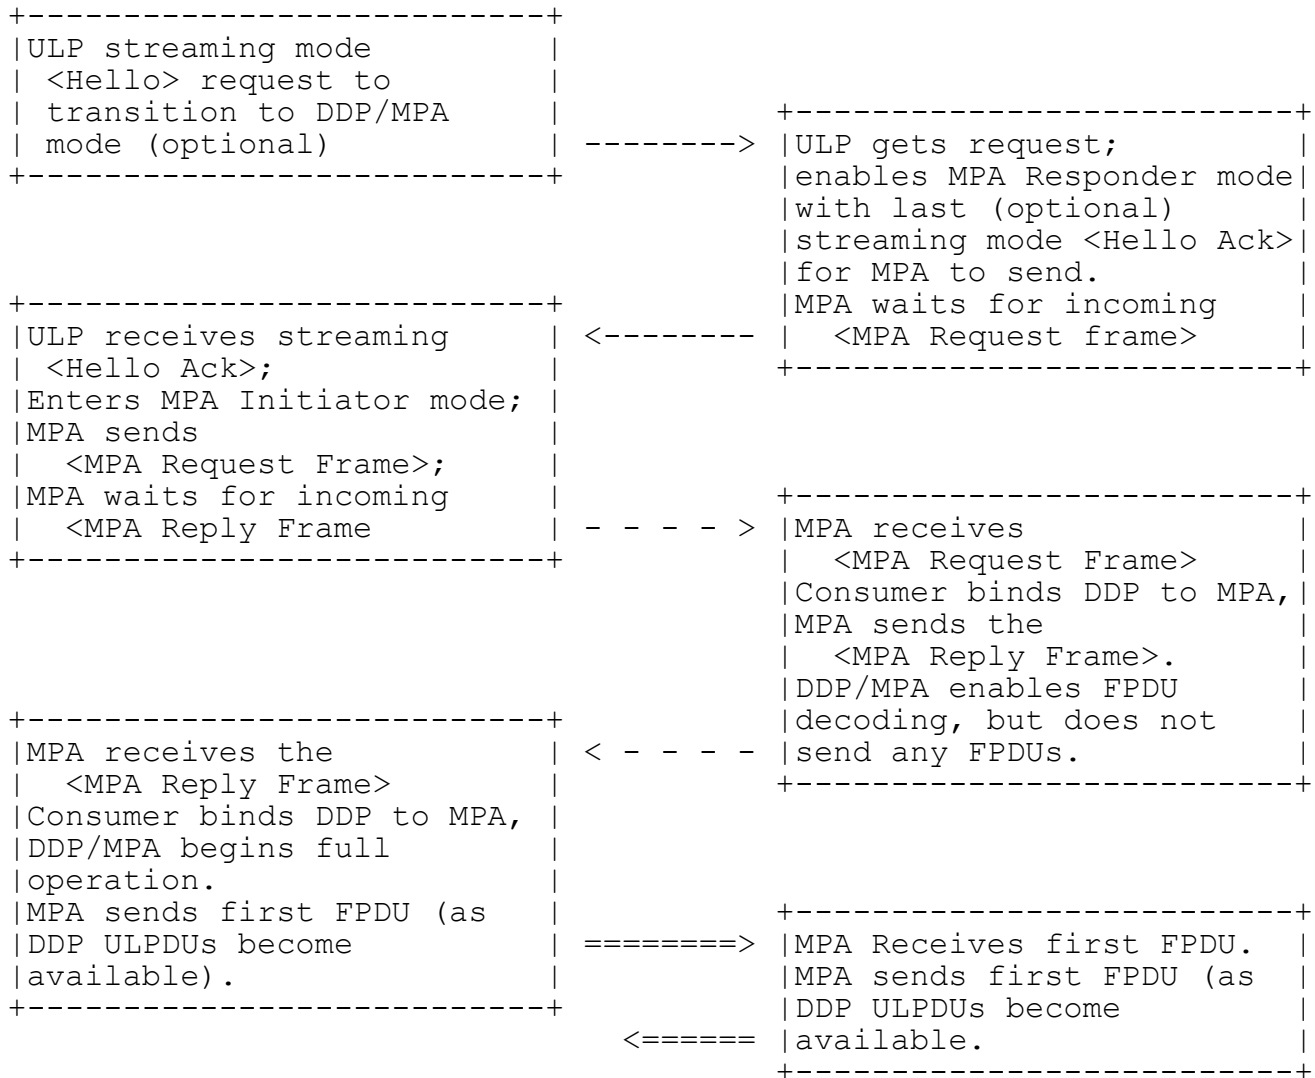 +---------------------------+
|ULP streaming mode         |
| <Hello> request to        |
| transition to DDP/MPA     |           +--------------------------+
| mode (optional)           | --------> |ULP gets request;         |
+---------------------------+           |enables MPA Responder mode|
                                        |with last (optional)      |
                                        |streaming mode <Hello Ack>|
                                        |for MPA to send.          |
+---------------------------+           |MPA waits for incoming    |
|ULP receives streaming     | <-------- |  <MPA Request frame>     |
| <Hello Ack>;              |           +--------------------------+
|Enters MPA Initiator mode; |
|MPA sends                  |
|  <MPA Request Frame>;     |
|MPA waits for incoming     |           +--------------------------+
|  <MPA Reply Frame         | - - - - > |MPA receives              |
+---------------------------+           |  <MPA Request Frame>     |
                                        |Consumer binds DDP to MPA,|
                                        |MPA sends the             |
                                        |  <MPA Reply Frame>.      |
                                        |DDP/MPA enables FPDU      |
+---------------------------+           |decoding, but does not    |
|MPA receives the           | < - - - - |send any FPDUs.           |
|  <MPA Reply Frame>        |           +--------------------------+
|Consumer binds DDP to MPA, |
|DDP/MPA begins full        |
|operation.                 |
|MPA sends first FPDU (as   |           +--------------------------+
|DDP ULPDUs become          | ========> |MPA Receives first FPDU.  |
|available).                |           |MPA sends first FPDU (as  |
+---------------------------+           |DDP ULPDUs become         |
                                <====== |available.                |
                                        +--------------------------+